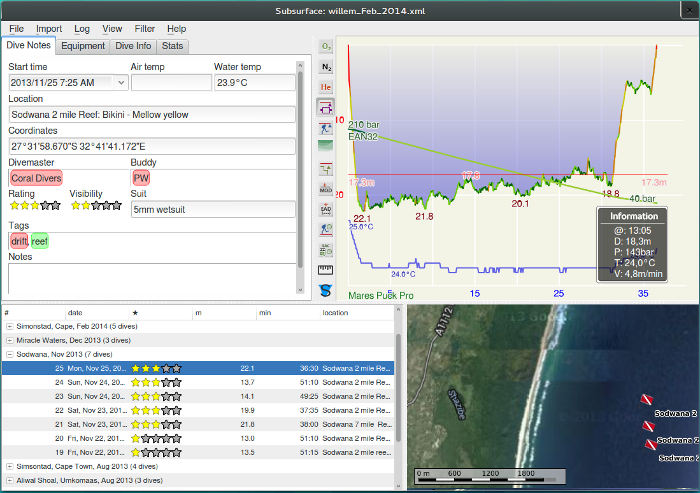 Subsurface: willem_Feb_2014.xml
File Import Log View Filter Help
Dive Notes Equipment Dive Info Stats
Start time Air temp Water temp
2013/11/25 7:25 AM 23.9°C
Location
Sodwana 2 mile Reef: Bikini - Mellow yellow
Coordinates
27°31'58.670"S 32°41'41.172"E
Divemaster Buddy
Coral Divers PW
Rating Visibility Suit
5mm wetsuit
Tags
drift, reef
Notes
O₂
N₂
He
MOD
EAD
SAC
10
210 bar
EAN32
17.3m 17.3m
20
22.1 21.8 20.1 18.8
40 bar
25.0°C
24.0°C
Information
@: 13:05
D: 18,3m
P: 143bar
T: 24,0°C
V: 4,8m/min
Mares Puck Pro
5 15 25 35
# date ★ m min location
Simonstad, Cape, Feb 2014 (5 dives)
Miracle Waters, Dec 2013 (3 dives)
Sodwana, Nov 2013 (7 dives)
25 Mon, Nov 25, 20... 22.1 36:30 Sodwana 2 mile Re...
24 Sun, Nov 24, 20... 13.7 51:10 Sodwana 2 mile Re...
23 Sun, Nov 24, 20... 14.1 49:25 Sodwana 2 mile Re...
22 Sat, Nov 23, 201... 19.9 37:35 Sodwana 2 mile Re...
21 Sat, Nov 23, 201... 21.8 38:00 Sodwana 7 mile Re...
20 Fri, Nov 22, 201... 13.0 51:10 Sodwana 2 mile Re...
19 Fri, Nov 22, 201... 13.5 51:15 Sodwana 2 mile Re...
Simsontad, Cape Town, Aug 2013 (4 dives)
Aliwal Shoal, Umkomaas, Aug 2013 (3 dives)
A1112
Shazibe
Sodwana 2
Sodwana 2
Sodwana 2
0 m 600 1200 1800